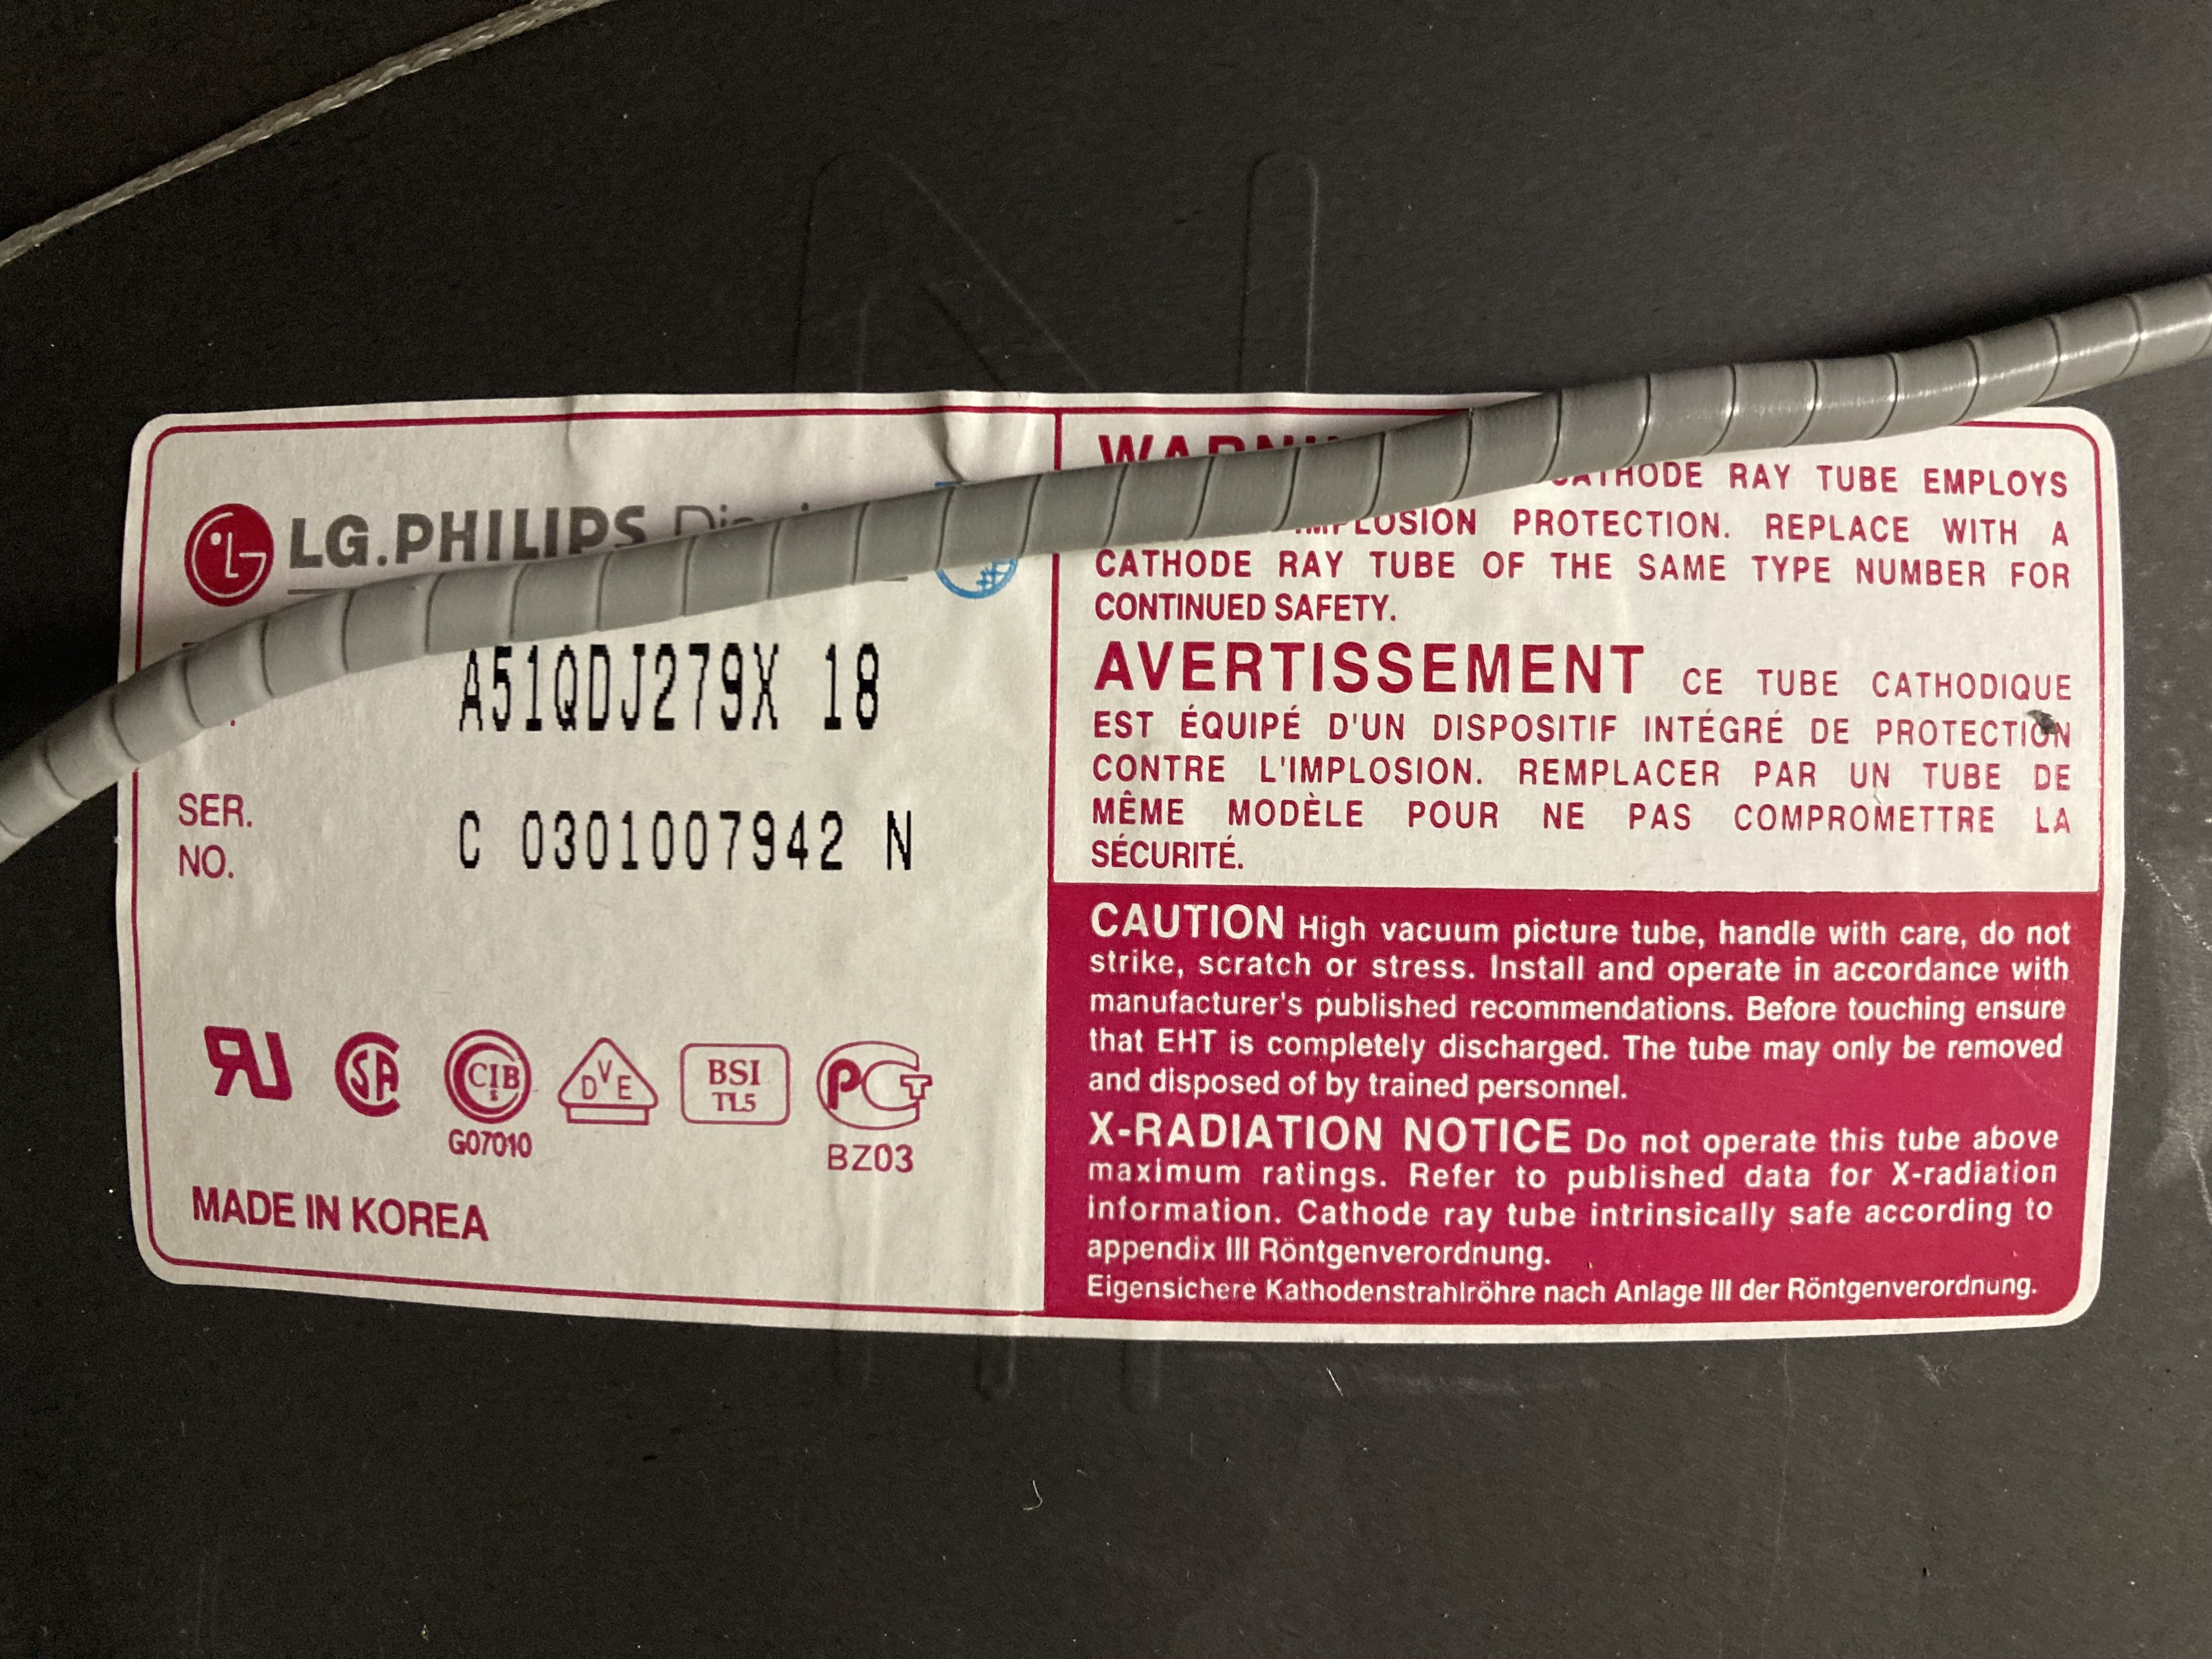 LG.PHILIPS
A51QDJ279X 18
SER.
NO.
C 0301007942 N
UR
SA
CIB
s
G07010
DVE
BSI
TL5
PCT
BZ03
MADE IN KOREA
RAY TUBE EMPLOYS
PROTECTION. REPLACE WITH A
CATHODE RAY TUBE OF THE SAME TYPE NUMBER FOR
CONTINUED SAFETY.
AVERTISSEMENT CE TUBE CATHODIQUE
EST ÉQUIPÉ D'UN DISPOSITIF INTÉGRÉ DE PROTECTION
CONTRE L'IMPLOSION. REMPLACER PAR UN TUBE DE
MÊME MODÈLE POUR NE PAS COMPROMETTRE LA
SÉCURITÉ.
CAUTION High vacuum picture tube, handle with care, do not
strike, scratch or stress. Install and operate in accordance with
manufacturer's published recommendations. Before touching ensure
that EHT is completely discharged. The tube may only be removed
and disposed of by trained personnel.
X-RADIATION NOTICE Do not operate this tube above
maximum ratings. Refer to published data for X-radiation
information. Cathode ray tube intrinsically safe according to
appendix III Röntgenverordnung.
Eigensichere Kathodenstrahlröhre nach Anlage III der Röntgenverordnung.